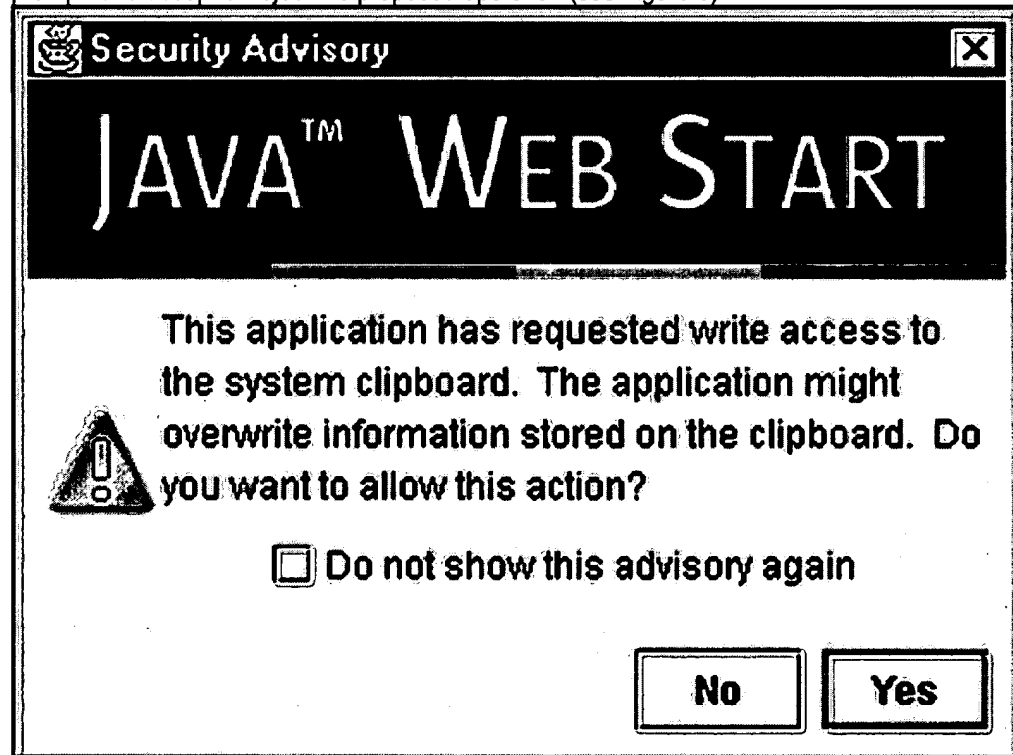 Security Advisory
JAVA™ WEB START
This application has requested write access to
the system clipboard. The application might
overwrite information stored on the clipboard. Do
you want to allow this action?
Do not show this advisory again
No Yes